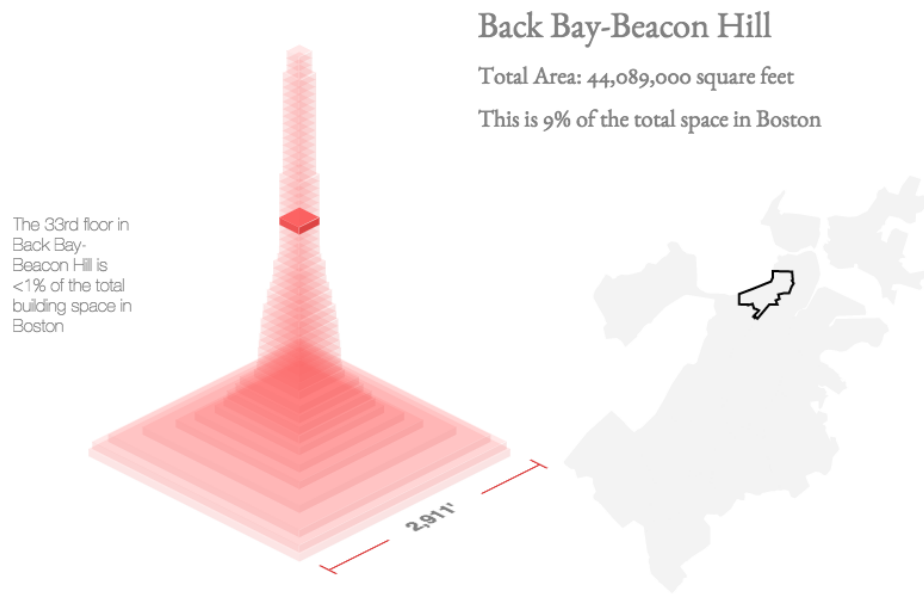 Back Bay-Beacon Hill
Total Area: 44,089,000 square feet
This is 9% of the total space in Boston
The 33rd floor in
Back Bay-
Beacon Hill is
<1% of the total
building space in
Boston
2,911'